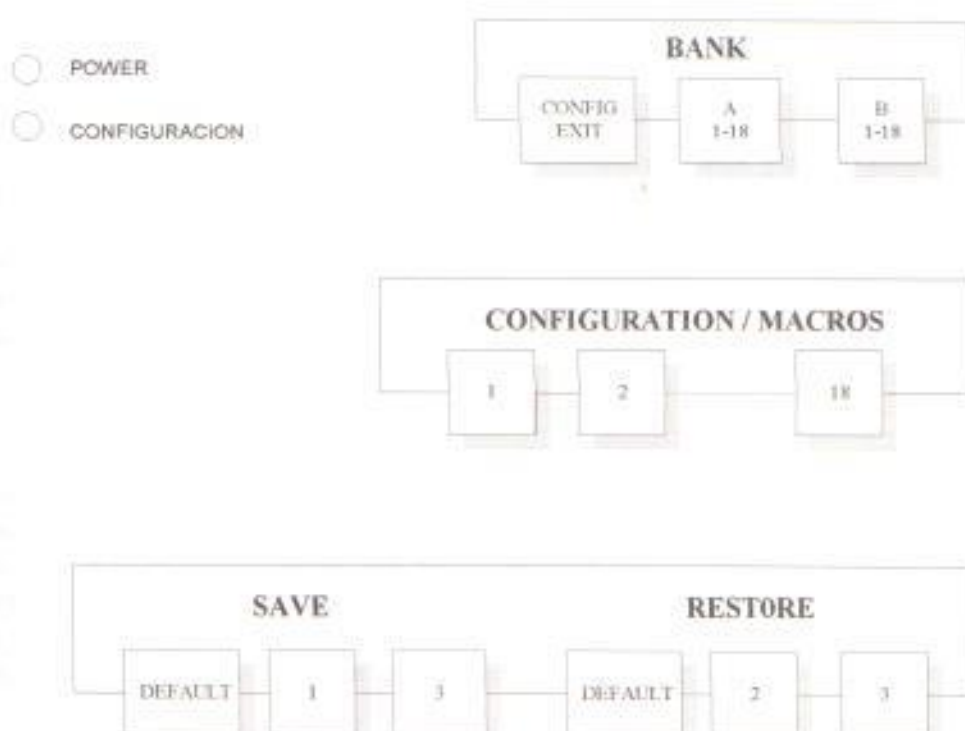 POWER
CONFIGURACION
BANK
CONFIG
EXIT
A
1-18
B
1-18
CONFIGURATION / MACROS
1
2
18
SAVE
RESTORE
DEFAULT
1
3
DEFAULT
2
3